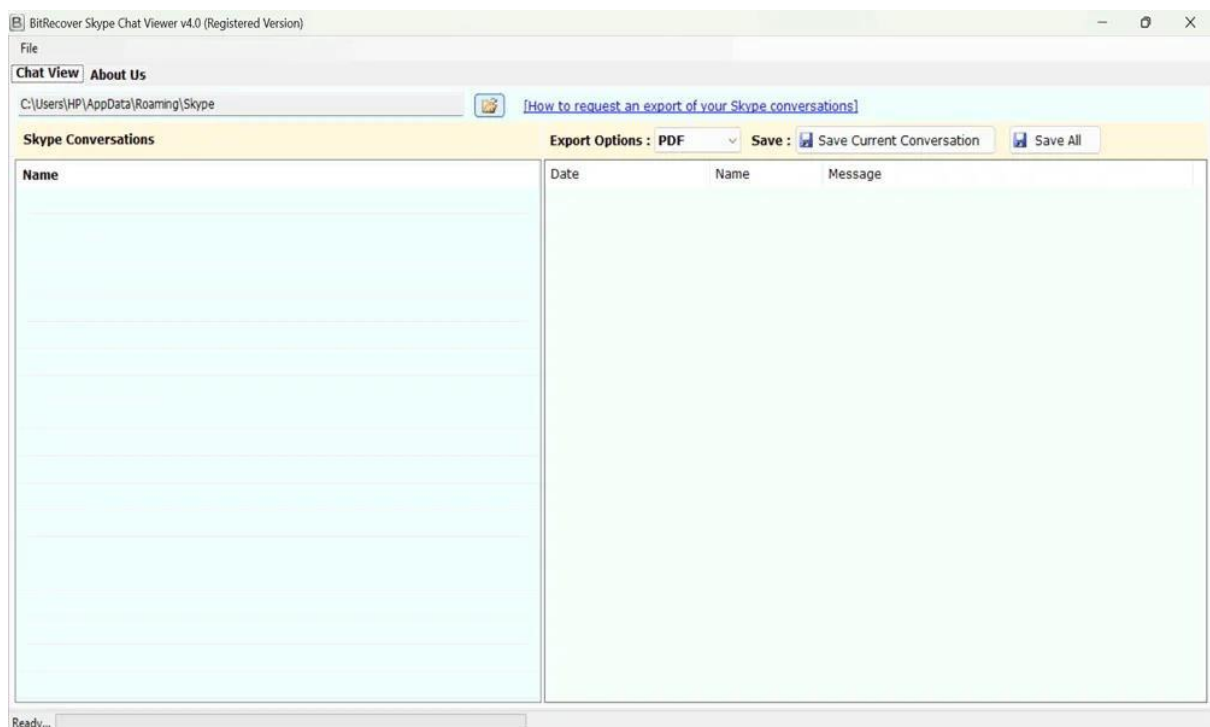 BitRecover Skype Chat Viewer v4.0 (Registered Version)
File
Chat View About Us
C:\Users\HP\AppData\Roaming\Skype [How to request an export of your Skype conversations]
Skype Conversations Export Options : PDF Save : Save Current Conversation Save All
Name Date Name Message
Ready...